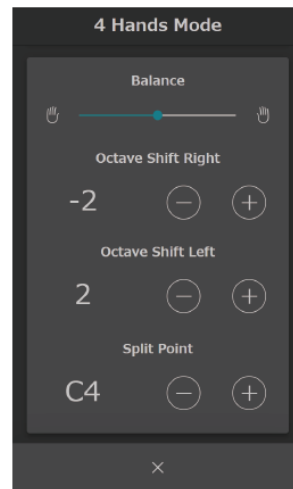 4 Hands Mode
Balance
Octave Shift Right
-2
Octave Shift Left
2
Split Point
C4